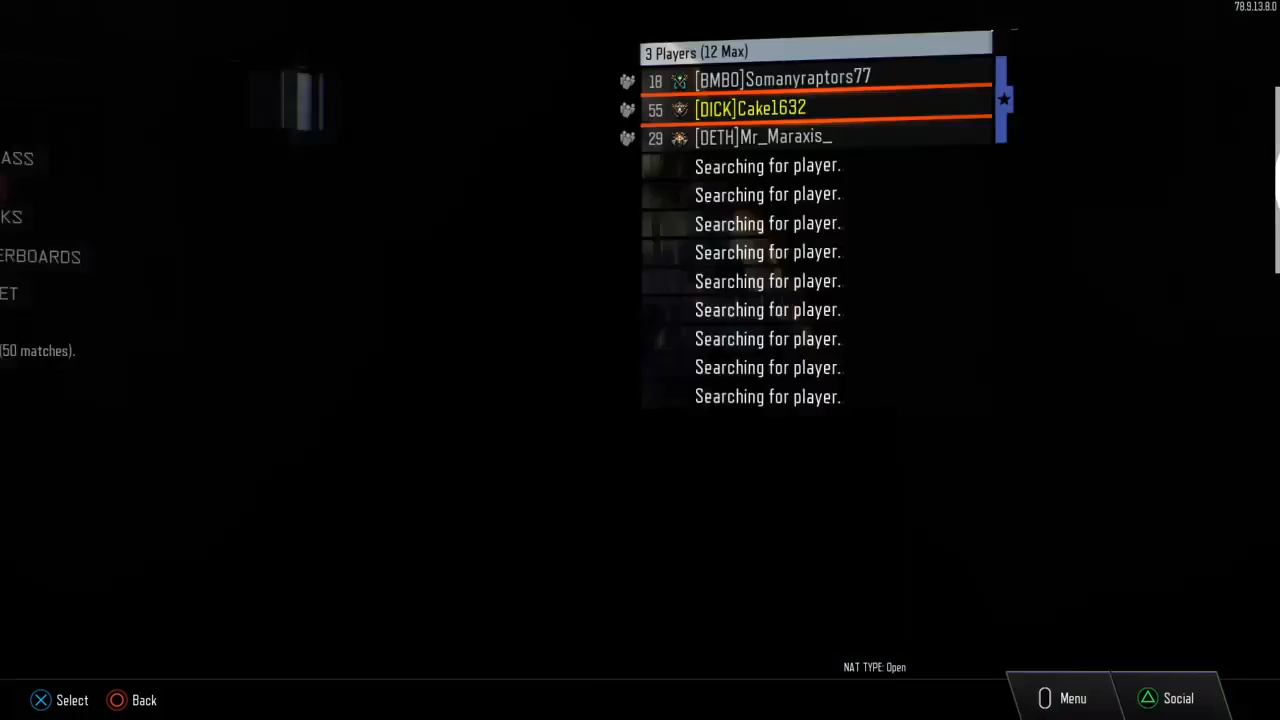 78.9.13.8.0
3 Players (12 Max)
18 [BMBO]Somanyraptors77
55 [DICK]Cake1632
29 [DETH]Mr_Maraxis_
Searching for player.
Searching for player.
Searching for player.
Searching for player.
Searching for player.
Searching for player.
Searching for player.
Searching for player.
Searching for player.
ASS
KS
ERBOARDS
ET
(50 matches).
NAT TYPE: Open
Select Back Menu Social